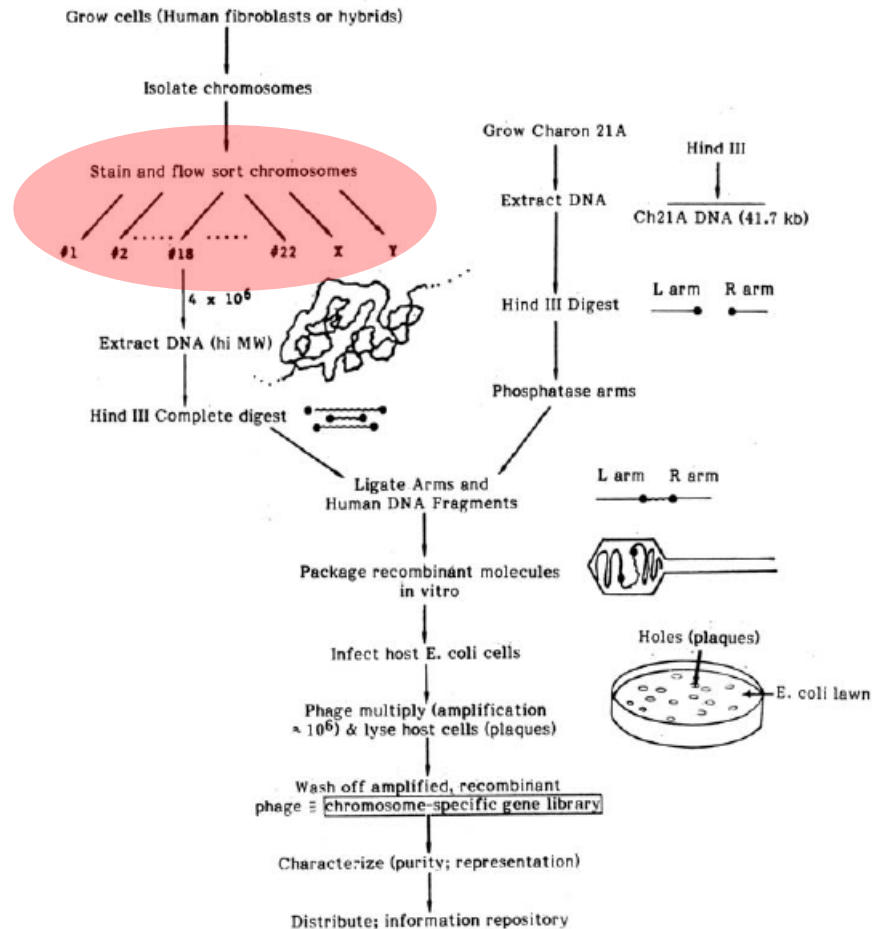 Grow cells (Human fibroblasts or hybrids)
Isolate chromosomes
Stain and flow sort chromosomes
#1 #2 ..... #18 ..... #22 X Y
4 x 10⁶
Extract DNA (hi MW)
Hind III Complete digest
Grow Charon 21A
Extract DNA
Hind III Digest
Phosphatase arms
Hind III
Ch21A DNA (41.7 kb)
L arm R arm
Ligate Arms and
Human DNA Fragments
L arm R arm
Package recombinant molecules
in vitro
Infect host E. coli cells
Holes (plaques)
E. coli lawn
Phage multiply (amplification
≈ 10⁶) & lyse host cells (plaques)
Wash off amplified, recombinant
phage ≡ chromosome-specific gene library
Characterize (purity; representation)
Distribute; information repository